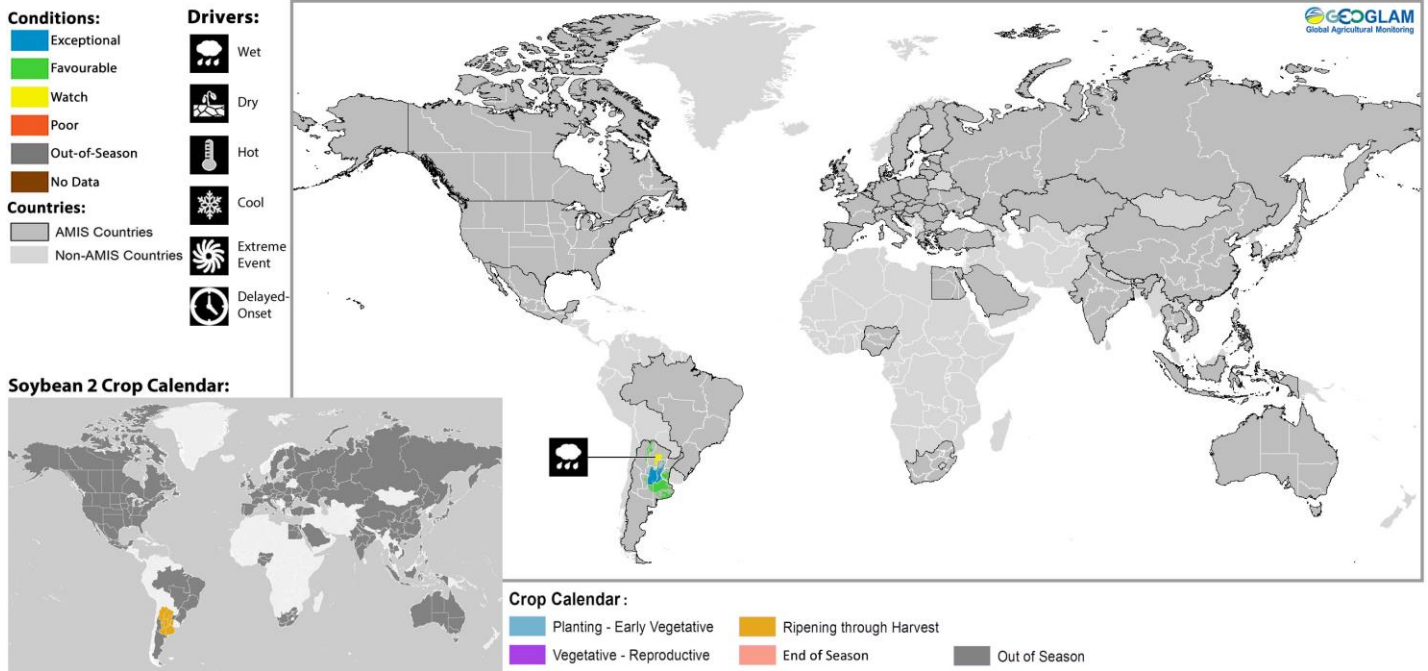 Conditions:
Exceptional
Favourable
Watch
Poor
Out-of-Season
No Data
Countries:
AMIS Countries
Non-AMIS Countries
Drivers:
Wet
Dry
Hot
Cool
Extreme
Event
Delayed-
Onset
GEOGLAM
Global Agricultural Monitoring
Soybean 2 Crop Calendar:
Crop Calendar :
Planting - Early Vegetative
Ripening through Harvest
Vegetative - Reproductive
End of Season
Out of Season